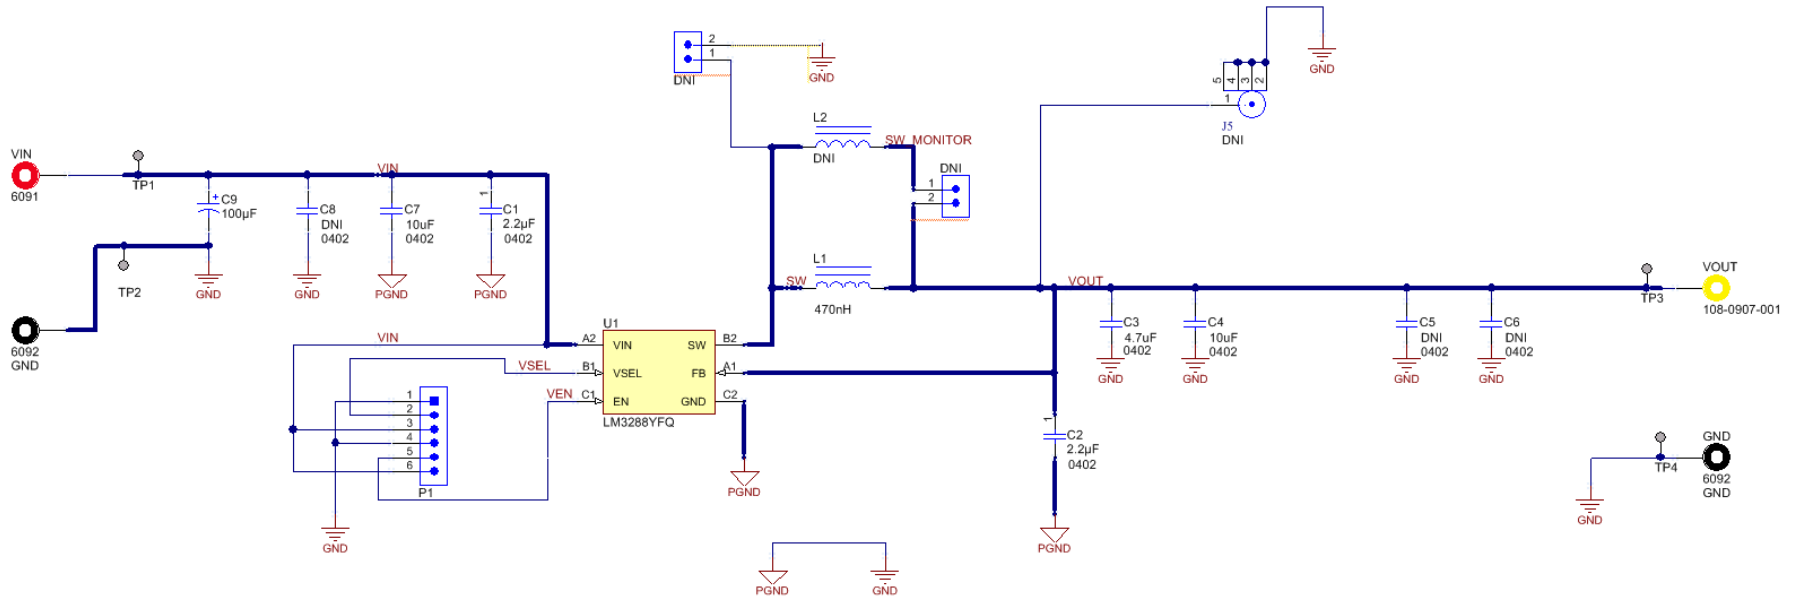 2
1
DNI
GND
GND
5
4
3
2
1
J5
DNI
L2
DNI
SW_MONITOR
DNI
1
2
VIN
6091
TP1
VIN
+
C9
100µF
C8
DNI
0402
C7
10uF
0402
1
C1
2.2µF
0402
TP2
GND
GND
PGND
PGND
6092
GND
SW
L1
470nH
VOUT
C3
4.7uF
0402
GND
C4
10uF
0402
GND
C5
DNI
0402
GND
C6
DNI
0402
GND
TP3
VOUT
108-0907-001
VIN
VSEL
VEN
U1
A2
B1
C1
VIN
VSEL
EN
SW
FB
GND
B2
A1
C2
LM3288YFQ
1
2
3
4
5
6
P1
GND
PGND
1
C2
2.2µF
0402
PGND
GND
TP4
6092
GND
GND
PGND
GND